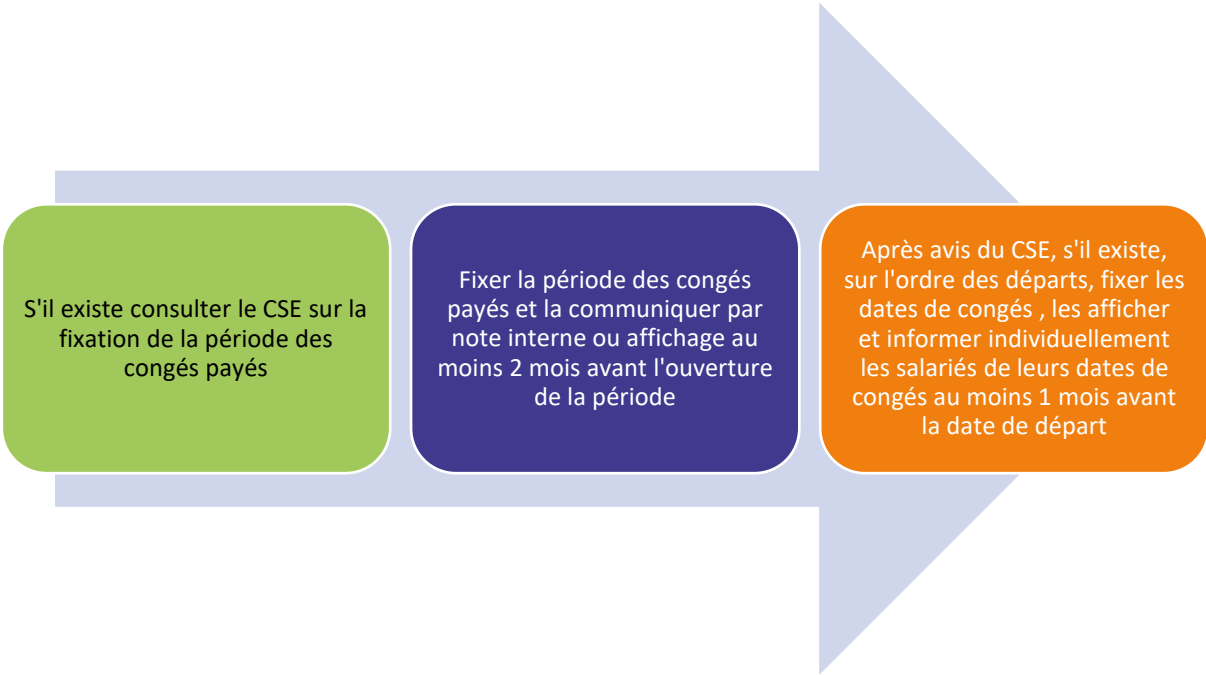 S'il existe consulter le CSE sur la
fixation de la période des
congés payés
Fixer la période des congés
payés et la communiquer par
note interne ou affichage au
moins 2 mois avant l'ouverture
de la période
Après avis du CSE, s'il existe,
sur l'ordre des départs, fixer les
dates de congés , les afficher
et informer individuellement
les salariés de leurs dates de
congés au moins 1 mois avant
la date de départ